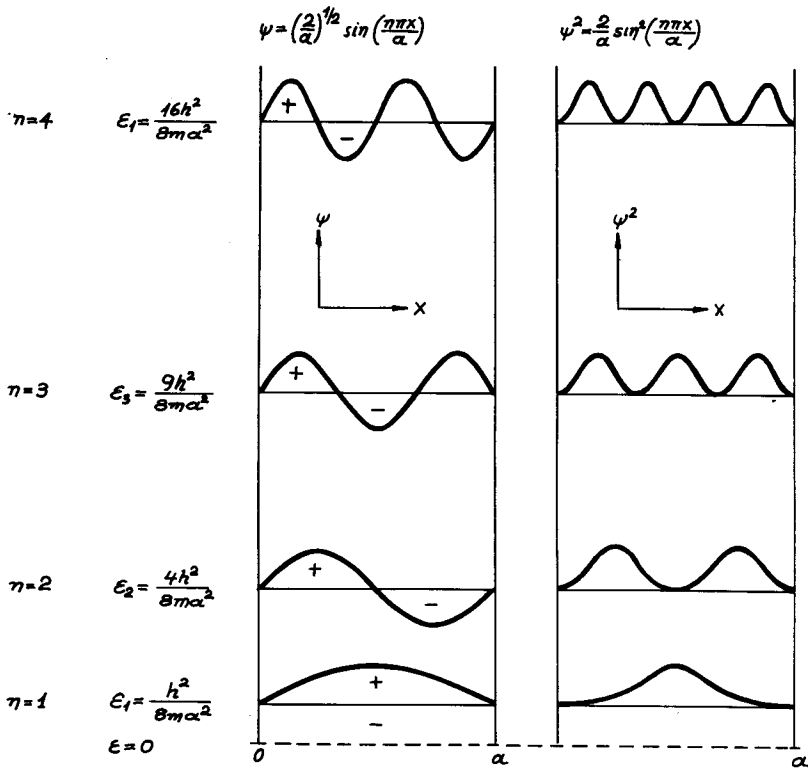 ψ=(2/a)^1/2 sin(nπx/a) ψ²=2/a sin²(nπx/a)
n=4 ε₁=16h²/8ma²
+ −
ψ ψ²
x x
n=3 ε₃=9h²/8ma²
+ −
n=2 ε₂=4h²/8ma²
+ −
n=1 ε₁=h²/8ma²
+
−
ε=0
0 a a